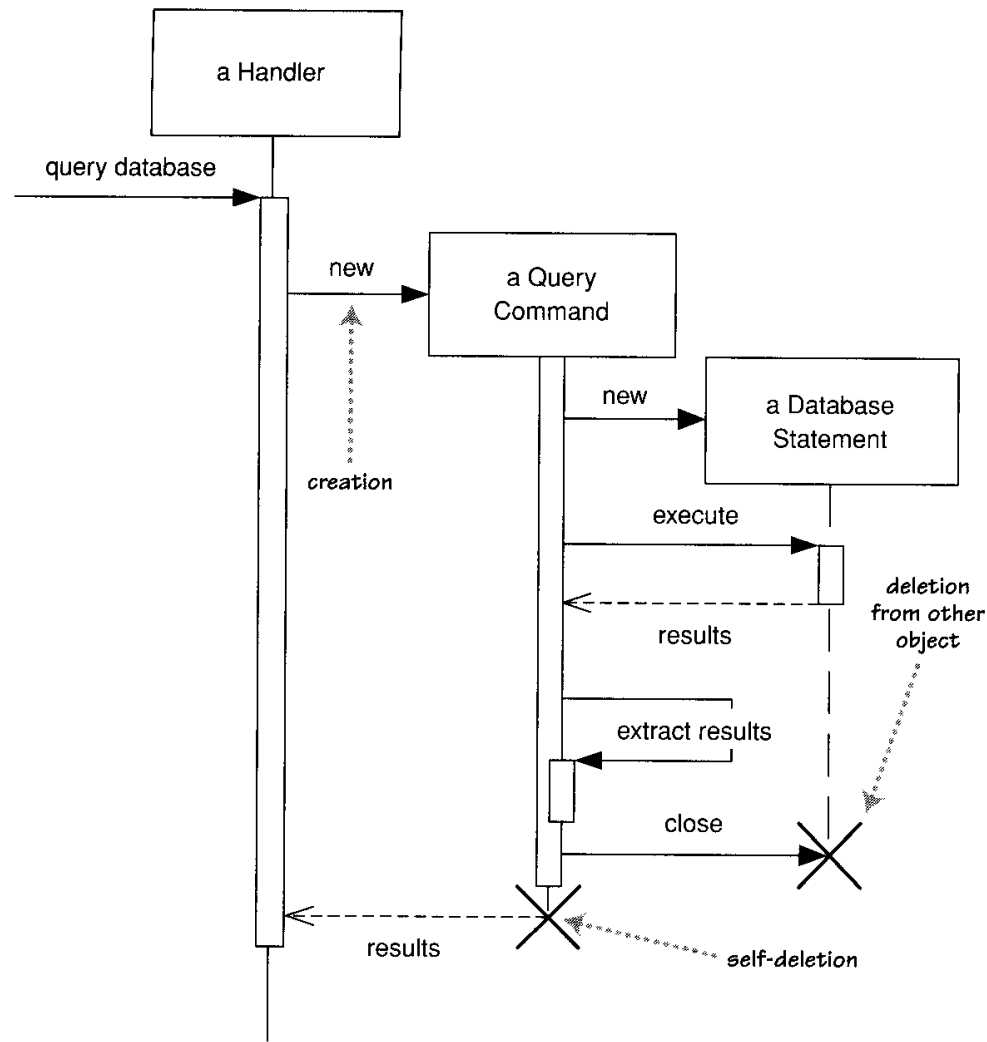 a Handler
query database
new
a Query
Command
new
a Database
Statement
creation
execute
deletion
from other
object
results
extract results
close
results
self-deletion